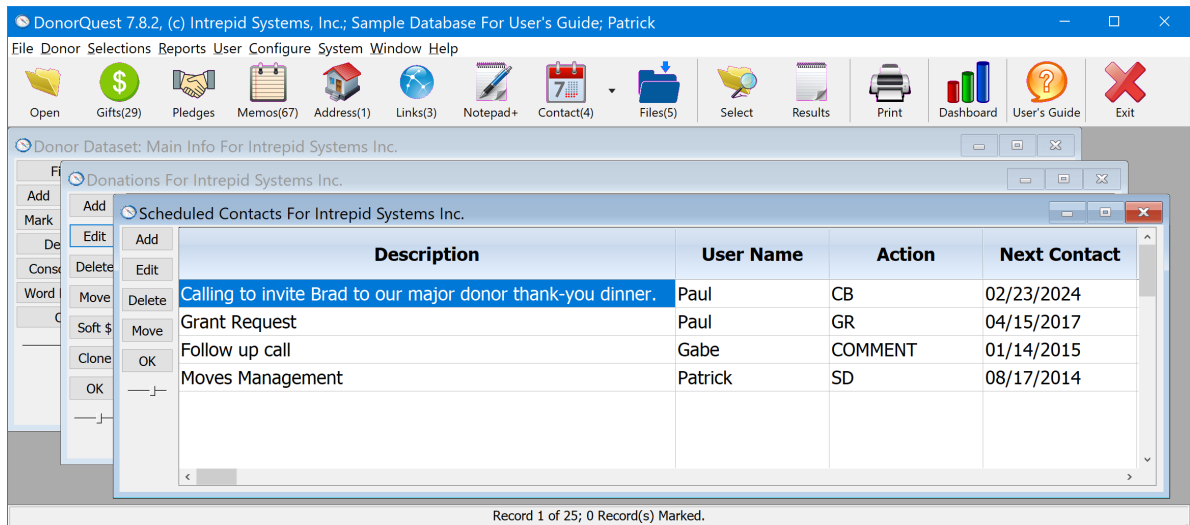 DonorQuest 7.8.2, (c) Intrepid Systems, Inc.; Sample Database For User's Guide; Patrick
File Donor Selections Reports User Configure System Window Help
Open Gifts(29) Pledges Memos(67) Address(1) Links(3) Notepad+ Contact(4) Files(5) Select Results Print Dashboard User's Guide Exit
Donor Dataset: Main Info For Intrepid Systems Inc.
Donations For Intrepid Systems Inc.
Scheduled Contacts For Intrepid Systems Inc.
Add
Mark
Add
Edit
Delete
Move
Soft $
Clone
OK
Add
Edit
Delete
Move
OK
Description User Name Action Next Contact
Calling to invite Brad to our major donor thank-you dinner. Paul CB 02/23/2024
Grant Request Paul GR 04/15/2017
Follow up call Gabe COMMENT 01/14/2015
Moves Management Patrick SD 08/17/2014
Record 1 of 25; 0 Record(s) Marked.